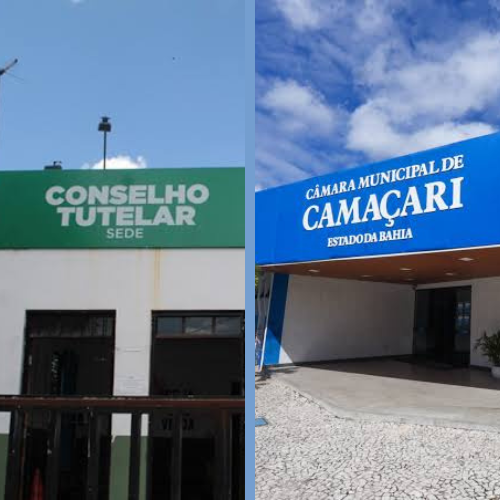 CONSELHO
TUTELAR
SEDE
CÂMARA MUNICIPAL DE
CAMAÇARI
ESTADO DA BAHIA